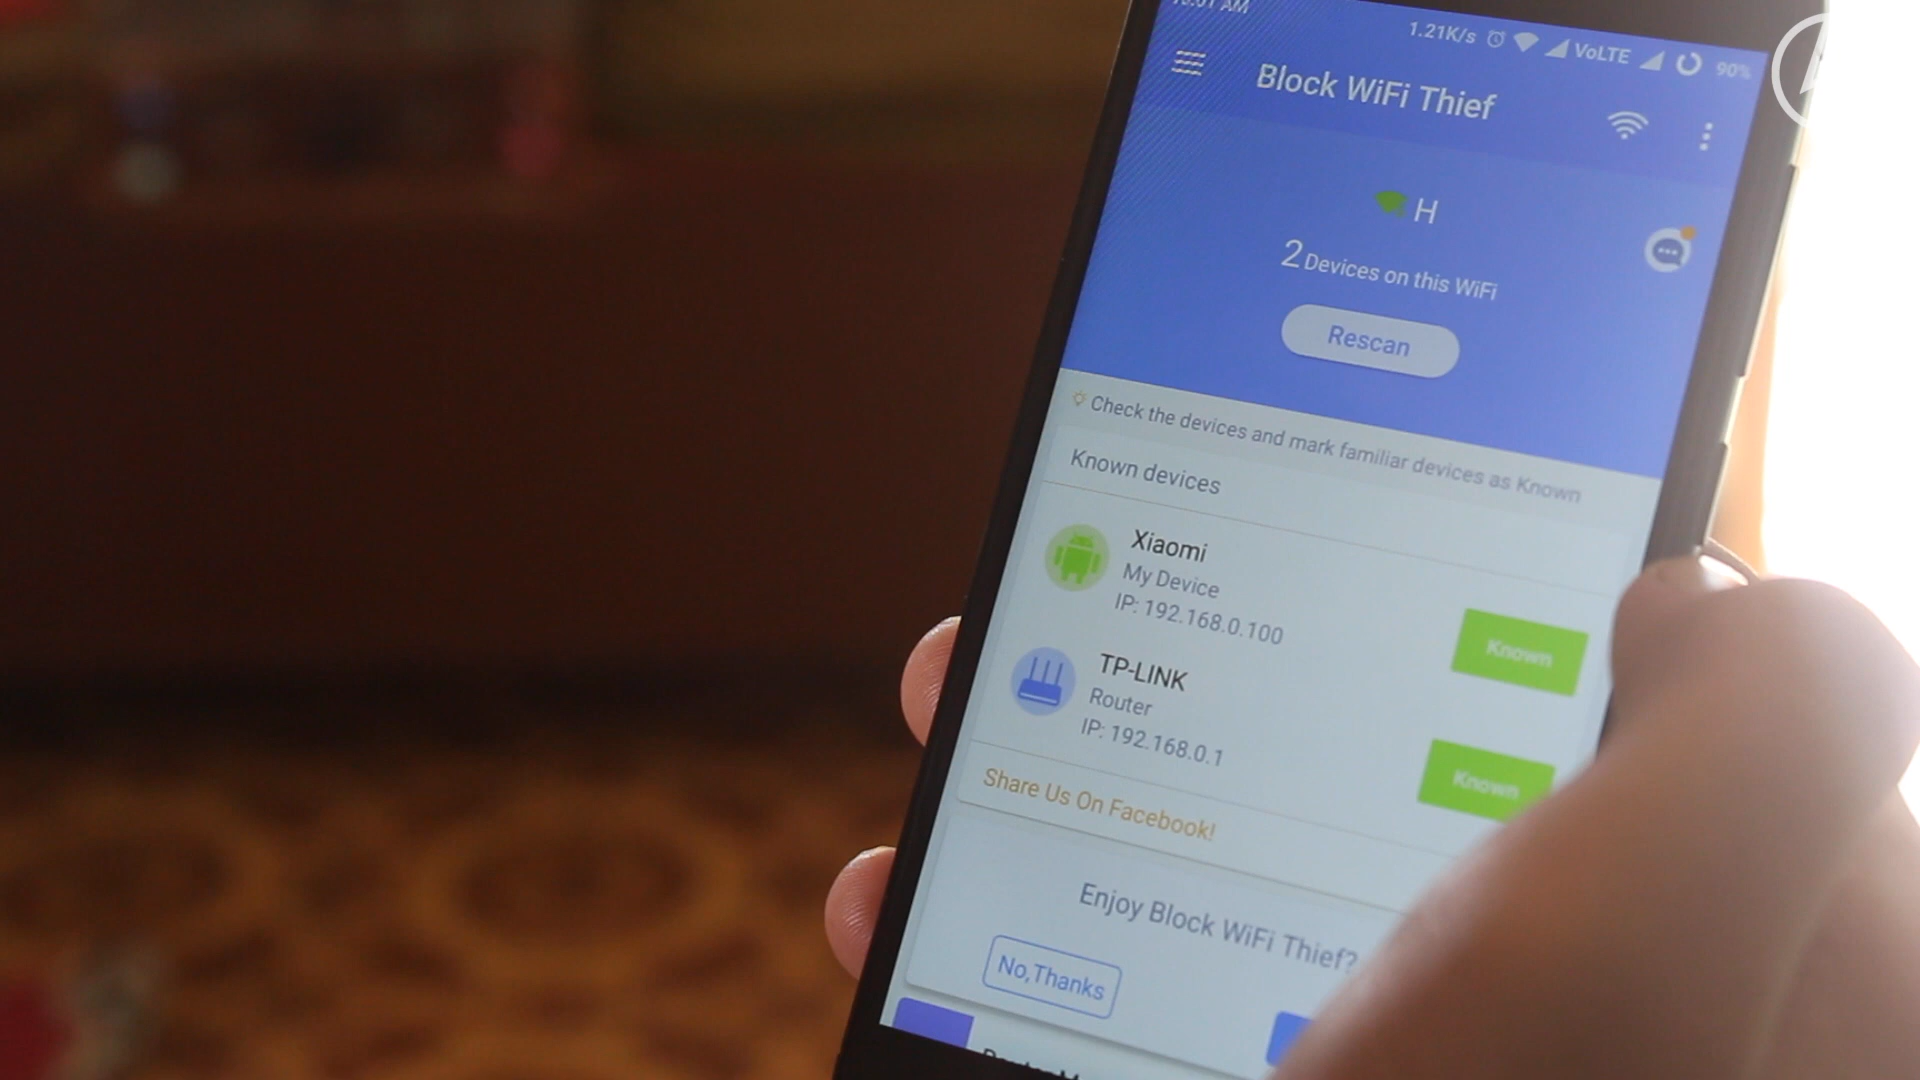 1.21K/s VoLTE 90%
Block WiFi Thief
H
2 Devices on this WiFi
Rescan
Check the devices and mark familiar devices as Known
Known devices
Xiaomi
My Device
IP: 192.168.0.100
Known
TP-LINK
Router
IP: 192.168.0.1
Known
Share Us On Facebook!
Enjoy Block WiFi Thief?
No,Thanks